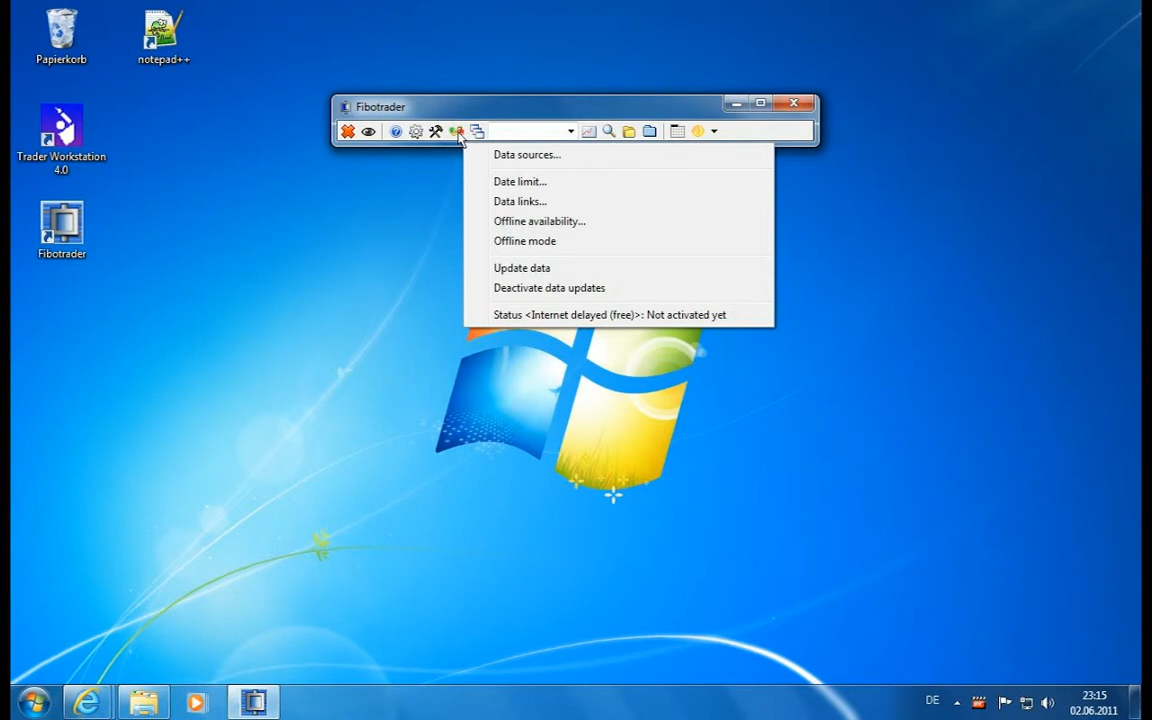 Papierkorb
notepad++
Trader Workstation
4.0
Fibotrader
Fibotrader
Data sources...
Date limit...
Data links...
Offline availability...
Offline mode
Update data
Deactivate data updates
Status <Internet delayed (free)>: Not activated yet
DE
23:15
02.06.2011